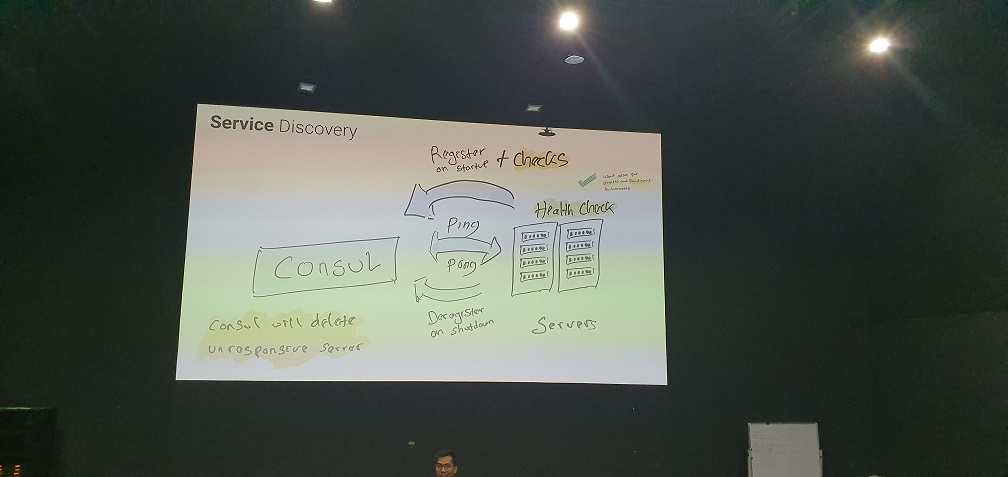 Service Discovery
Register + Checks
on startup
Health Check
Ping
Pong
Consul
Deregister
on shutdown
Servers
Consul will delete
unresponsive server